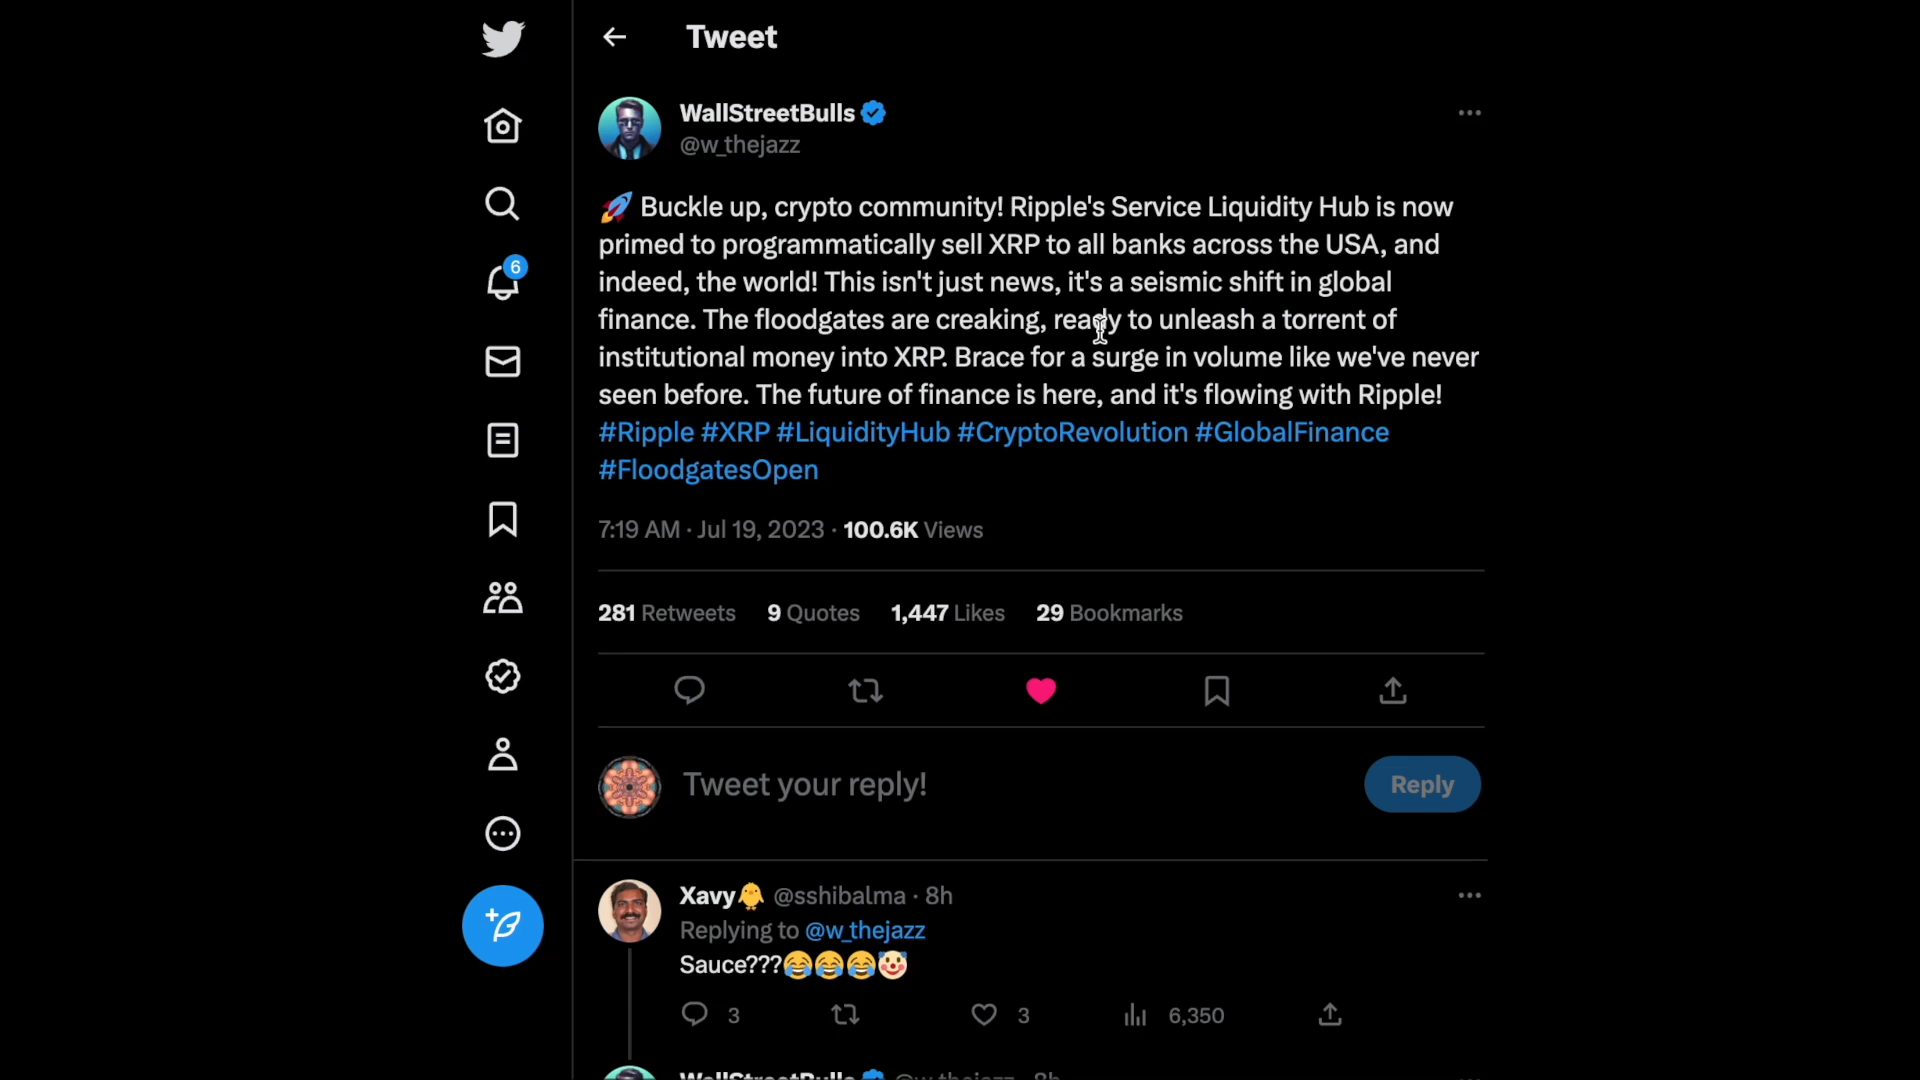 Tweet
WallStreetBulls
@w_thejazz
🚀 Buckle up, crypto community! Ripple's Service Liquidity Hub is now
primed to programmatically sell XRP to all banks across the USA, and
indeed, the world! This isn't just news, it's a seismic shift in global
finance. The floodgates are creaking, ready to unleash a torrent of
institutional money into XRP. Brace for a surge in volume like we've never
seen before. The future of finance is here, and it's flowing with Ripple!
#Ripple #XRP #LiquidityHub #CryptoRevolution #GlobalFinance
#FloodgatesOpen
7:19 AM · Jul 19, 2023 · 100.6K Views
281 Retweets 9 Quotes 1,447 Likes 29 Bookmarks
Tweet your reply!
Reply
Xavy🐥 @sshibalma · 8h
Replying to @w_thejazz
Sauce???😂😂😂🤡
3 3 6,350
WallStreetBulls @w_thejazz · 8h
6